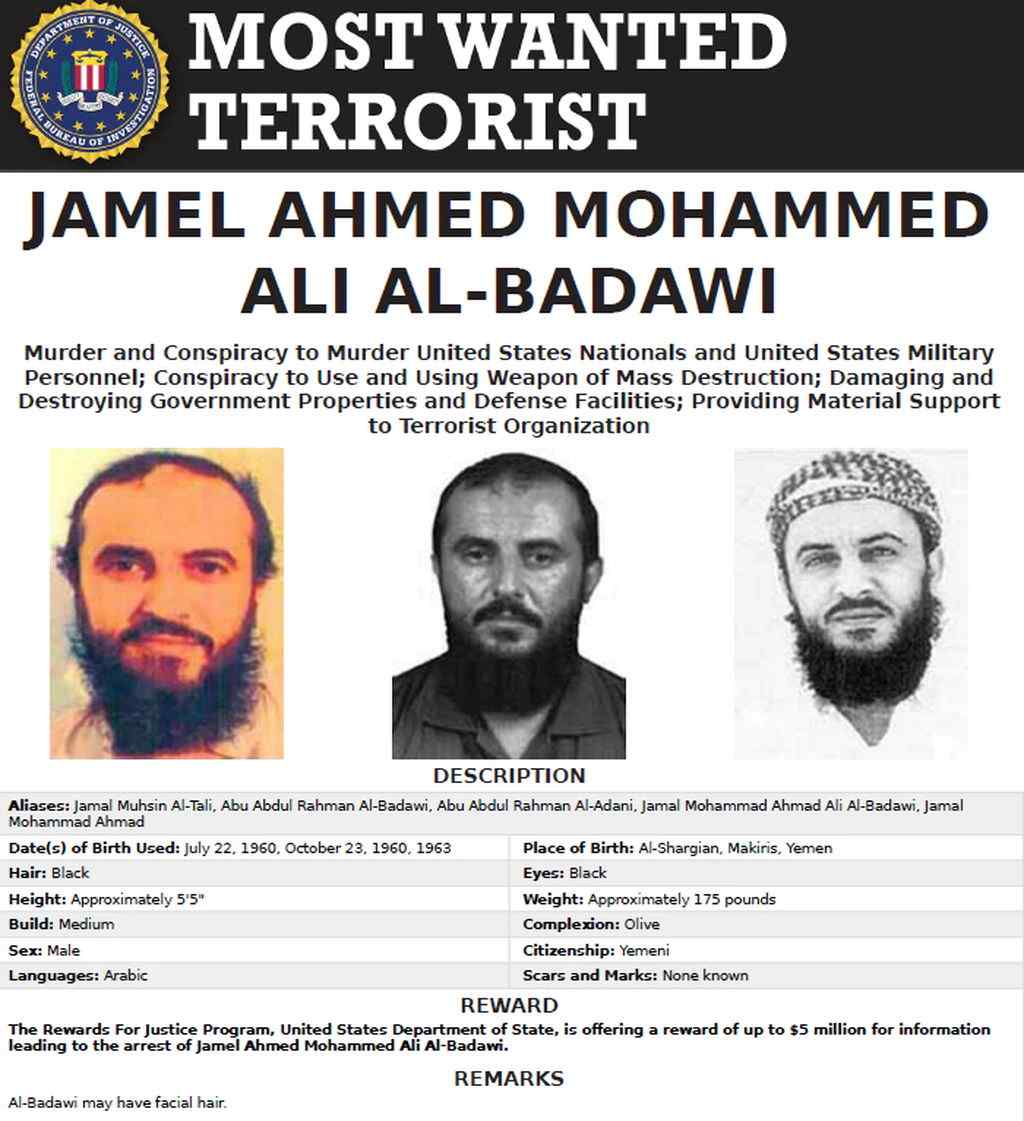 DEPARTMENT OF JUSTICE
FEDERAL BUREAU OF INVESTIGATION
MOST WANTED
TERRORIST
JAMEL AHMED MOHAMMED
ALI AL-BADAWI
Murder and Conspiracy to Murder United States Nationals and United States Military
Personnel; Conspiracy to Use and Using Weapon of Mass Destruction; Damaging and
Destroying Government Properties and Defense Facilities; Providing Material Support
to Terrorist Organization
DESCRIPTION
Aliases: Jamal Muhsin Al-Tali, Abu Abdul Rahman Al-Badawi, Abu Abdul Rahman Al-Adani, Jamal Mohammad Ahmad Ali Al-Badawi, Jamal
Mohammad Ahmad
Date(s) of Birth Used: July 22, 1960, October 23, 1960, 1963
Place of Birth: Al-Shargian, Makiris, Yemen
Hair: Black
Eyes: Black
Height: Approximately 5'5"
Weight: Approximately 175 pounds
Build: Medium
Complexion: Olive
Sex: Male
Citizenship: Yemeni
Languages: Arabic
Scars and Marks: None known
REWARD
The Rewards For Justice Program, United States Department of State, is offering a reward of up to $5 million for information
leading to the arrest of Jamel Ahmed Mohammed Ali Al-Badawi.
REMARKS
Al-Badawi may have facial hair.